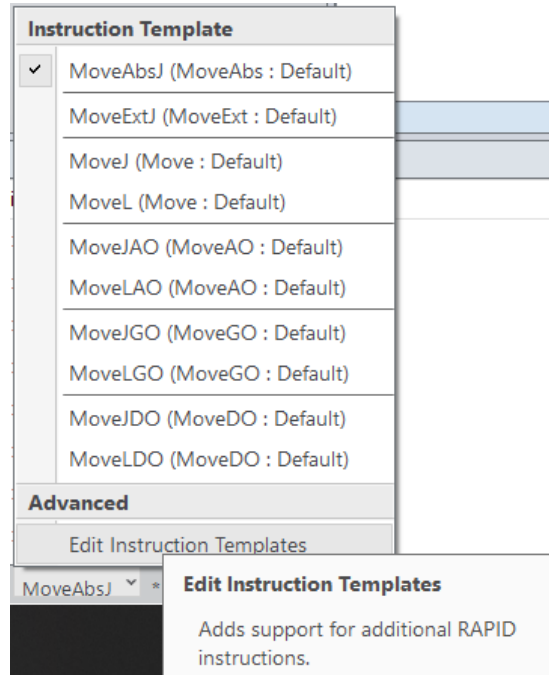 Instruction Template
MoveAbsJ (MoveAbs : Default)
MoveExtJ (MoveExt : Default)
MoveJ (Move : Default)
MoveL (Move : Default)
MoveJAO (MoveAO : Default)
MoveLAO (MoveAO : Default)
MoveJGO (MoveGO : Default)
MoveLGO (MoveGO : Default)
MoveJDO (MoveDO : Default)
MoveLDO (MoveDO : Default)
Advanced
Edit Instruction Templates
MoveAbsJ *
Edit Instruction Templates
Adds support for additional RAPID
instructions.